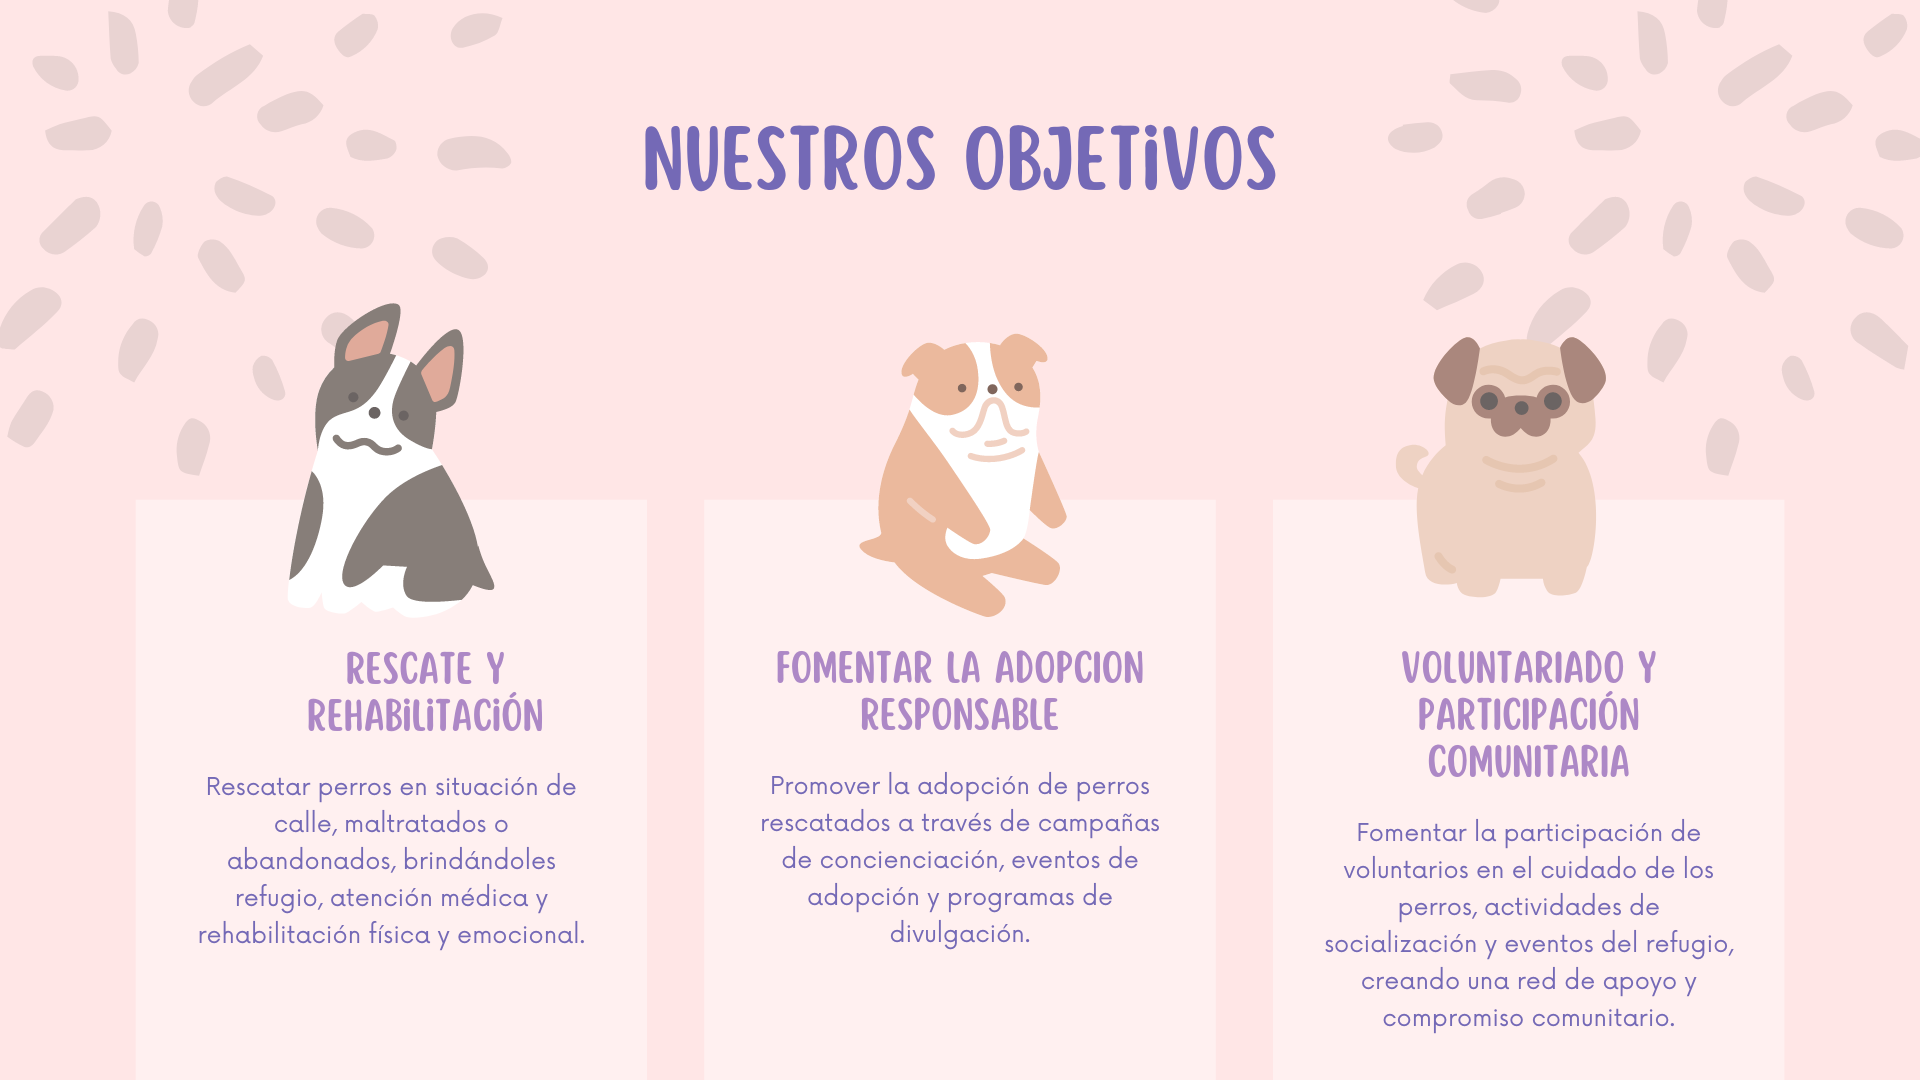 NUESTROS OBJETiVOS
RESCATE Y
REHABiLiTACiÓN
Rescatar perros en situación de
calle, maltratados o
abandonados, brindándoles
refugio, atención médica y
rehabilitación física y emocional.
FOMENTAR LA ADOPCION
RESPONSABLE
Promover la adopción de perros
rescatados a través de campañas
de concienciación, eventos de
adopción y programas de
divulgación.
VOLUNTARIADO Y
PARTICIPACIÓN
COMUNITARIA
Fomentar la participación de
voluntarios en el cuidado de los
perros, actividades de
socialización y eventos del refugio,
creando una red de apoyo y
compromiso comunitario.